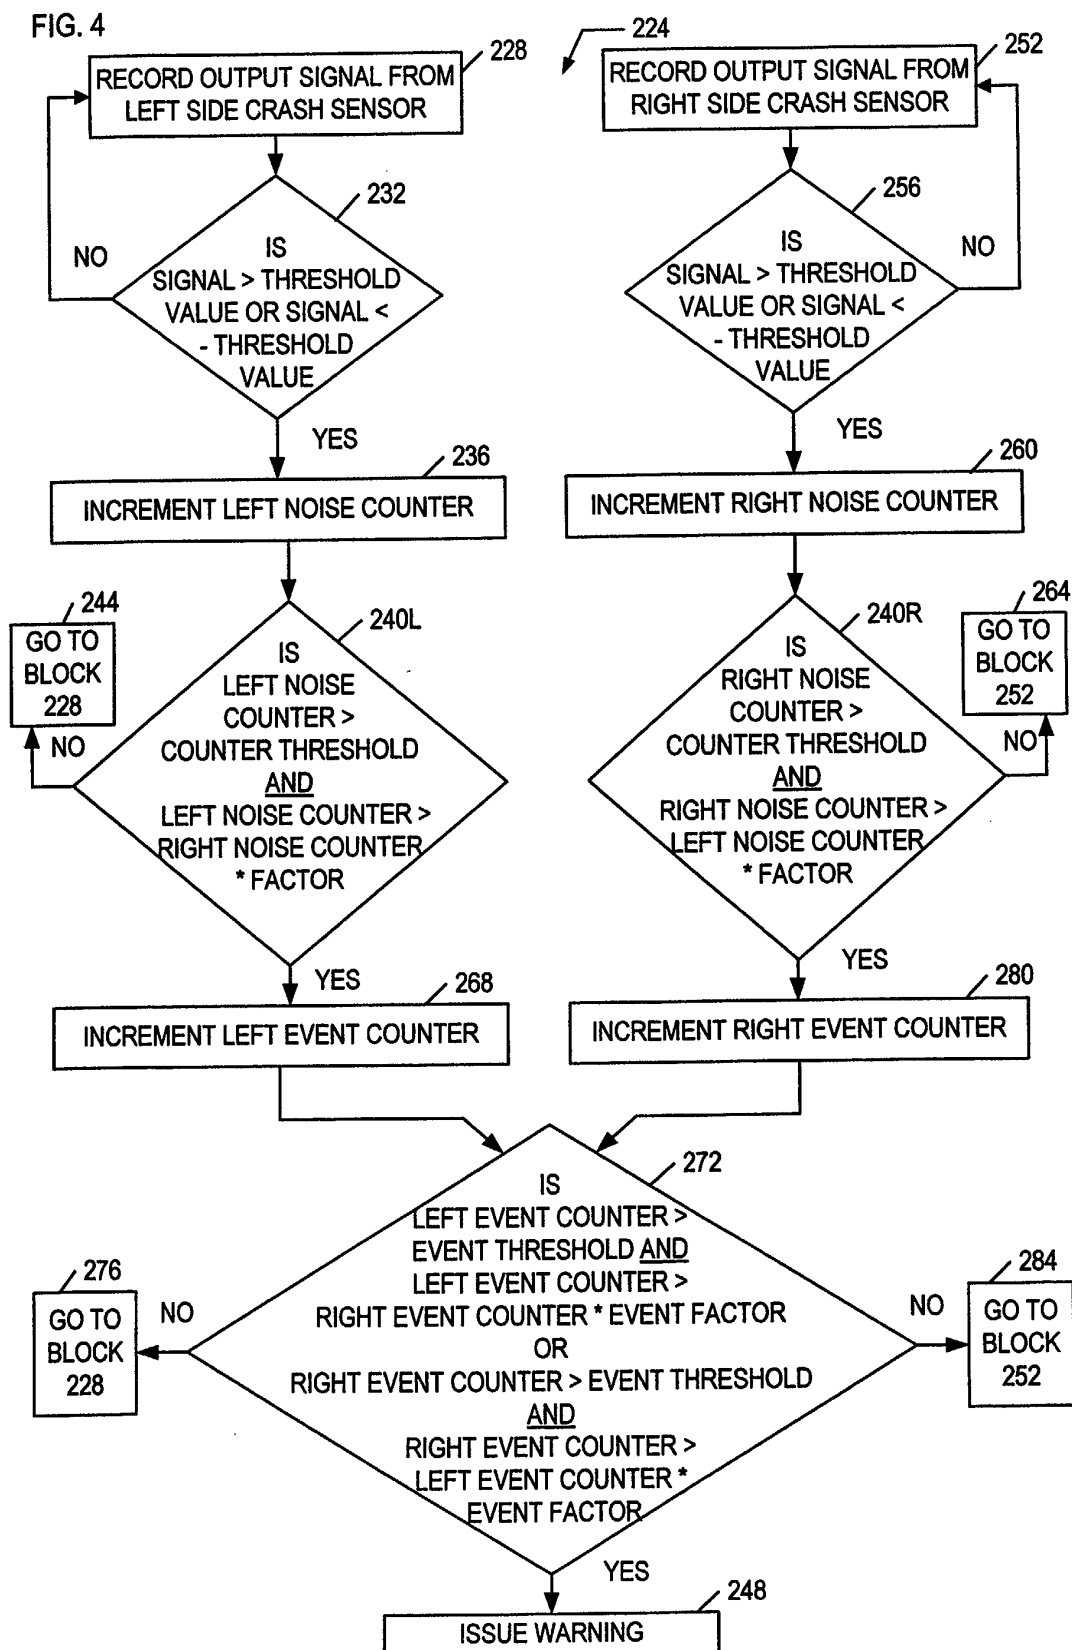 FIG. 4
224
228
RECORD OUTPUT SIGNAL FROM
LEFT SIDE CRASH SENSOR
252
RECORD OUTPUT SIGNAL FROM
RIGHT SIDE CRASH SENSOR
232
NO
IS
SIGNAL > THRESHOLD
VALUE OR SIGNAL <
- THRESHOLD
VALUE
YES
256
NO
IS
SIGNAL > THRESHOLD
VALUE OR SIGNAL <
- THRESHOLD
VALUE
YES
236
INCREMENT LEFT NOISE COUNTER
260
INCREMENT RIGHT NOISE COUNTER
244
GO TO
BLOCK
228
NO
240L
IS
LEFT NOISE
COUNTER >
COUNTER THRESHOLD
AND
LEFT NOISE COUNTER >
RIGHT NOISE COUNTER
* FACTOR
YES
240R
IS
RIGHT NOISE
COUNTER >
COUNTER THRESHOLD
AND
RIGHT NOISE COUNTER >
LEFT NOISE COUNTER
* FACTOR
YES
264
GO TO
BLOCK
252
NO
268
INCREMENT LEFT EVENT COUNTER
280
INCREMENT RIGHT EVENT COUNTER
272
IS
LEFT EVENT COUNTER >
EVENT THRESHOLD AND
LEFT EVENT COUNTER >
RIGHT EVENT COUNTER * EVENT FACTOR
OR
RIGHT EVENT COUNTER > EVENT THRESHOLD
AND
RIGHT EVENT COUNTER >
LEFT EVENT COUNTER *
EVENT FACTOR
276
GO TO
BLOCK
228
NO
284
GO TO
BLOCK
252
NO
YES
248
ISSUE WARNING